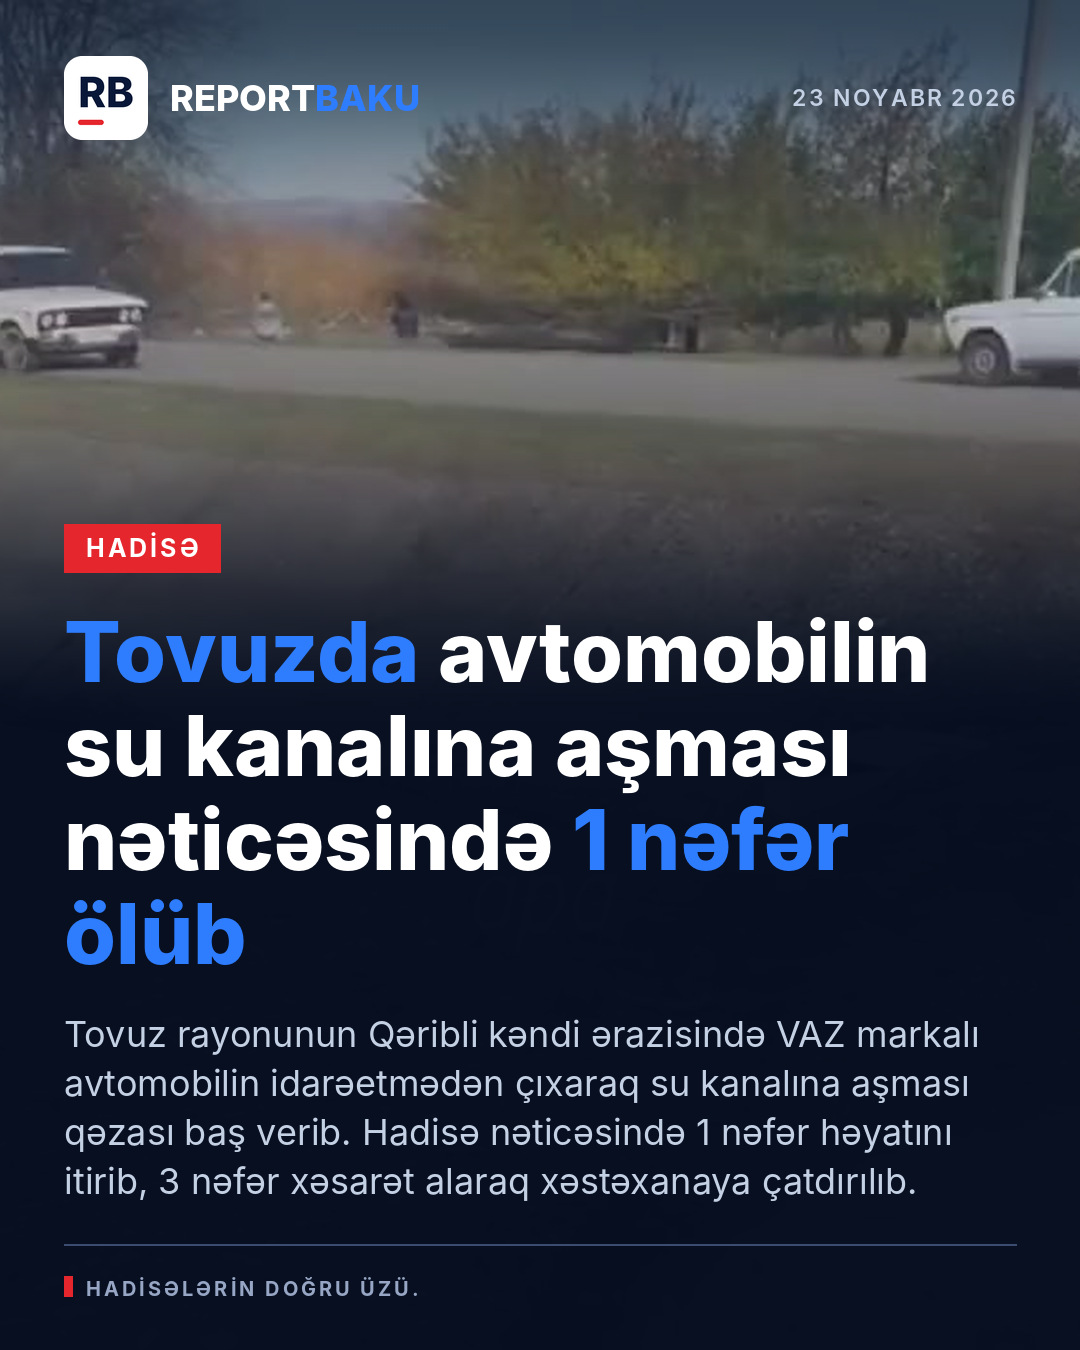 RB
REPORTBAKU
23 NOYABR 2026
HADİSƏ
Tovuzda avtomobilin
su kanalına aşması
nəticəsində 1 nəfər
ölüb
Tovuz rayonunun Qəribli kəndi ərazisində VAZ markalı
avtomobilin idarəetmədən çıxaraq su kanalına aşması
qəzası baş verib. Hadisə nəticəsində 1 nəfər həyatını
itirib, 3 nəfər xəsarət alaraq xəstəxanaya çatdırılıb.
HADİSƏLƏRİN DOĞRU ÜZÜ.